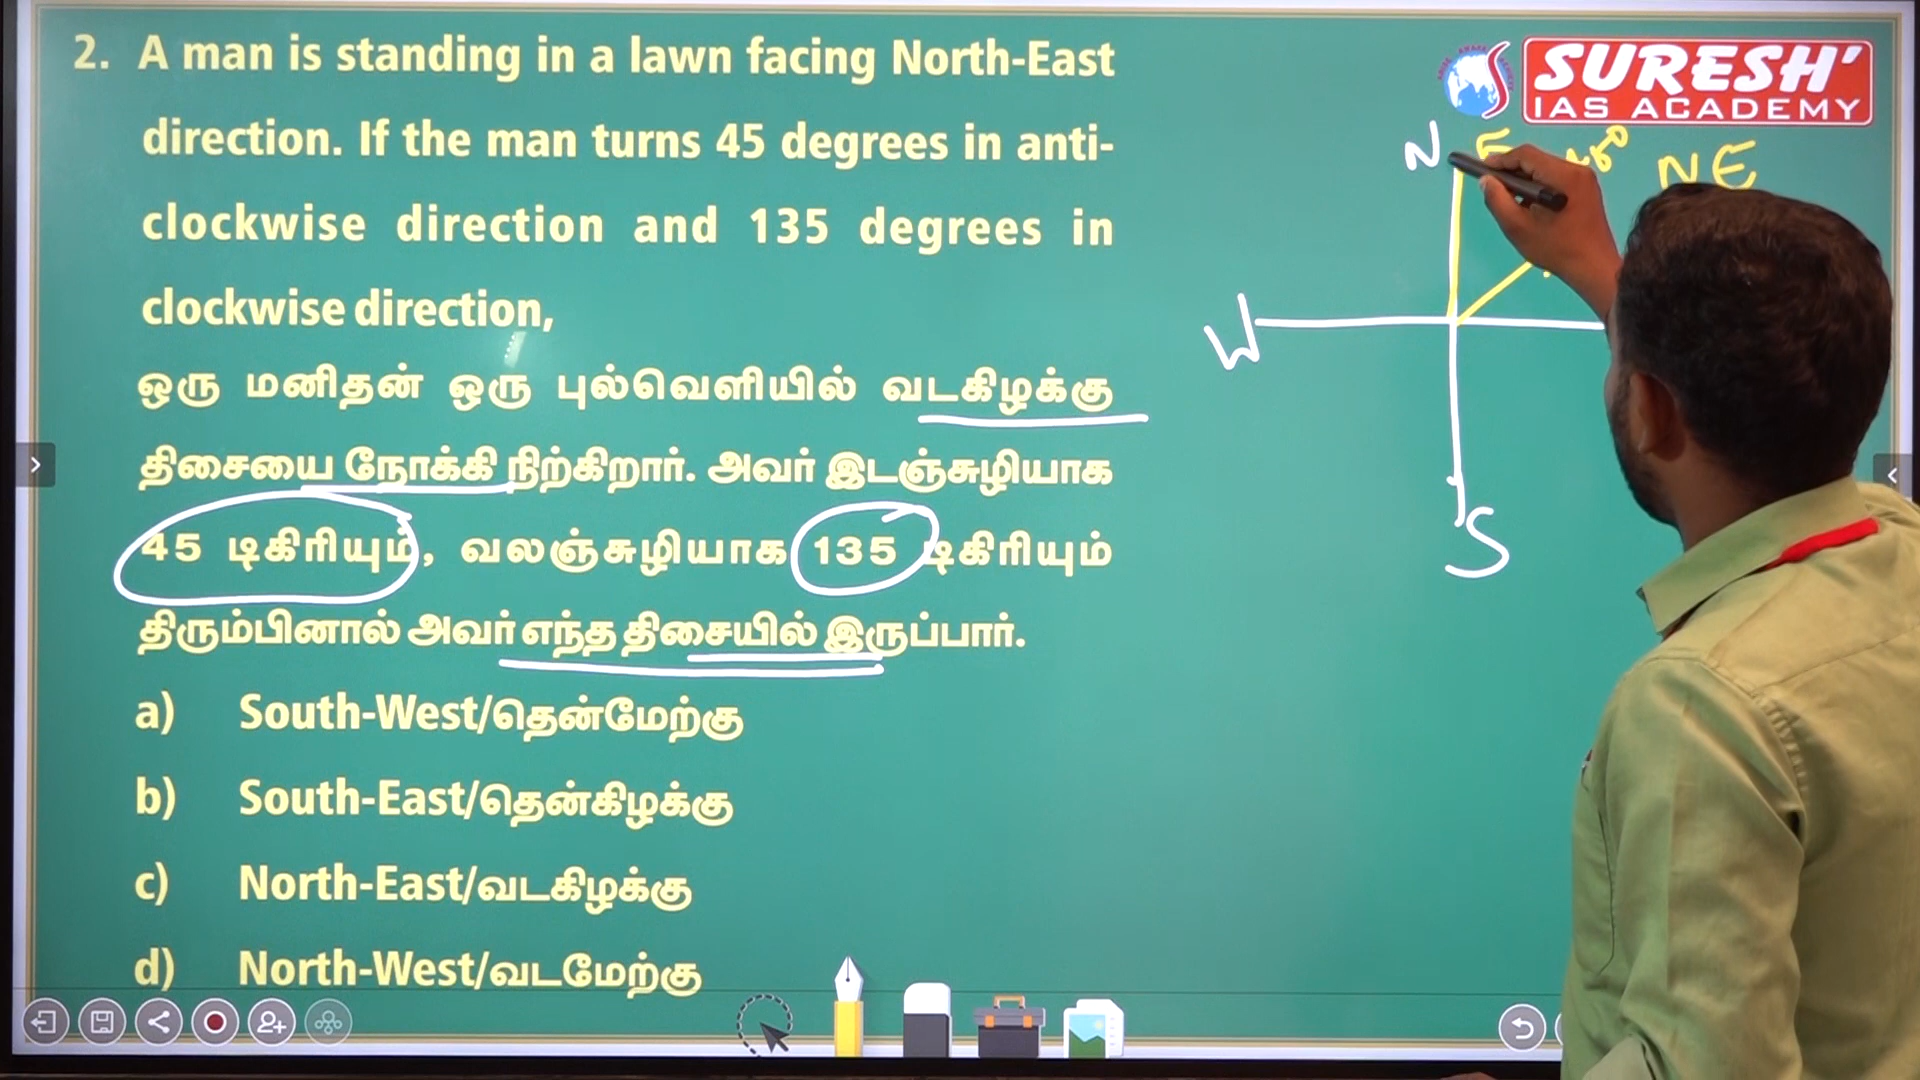 2. A man is standing in a lawn facing North-East
direction. If the man turns 45 degrees in anti-
clockwise direction and 135 degrees in
clockwise direction,
ஒரு மனிதன் ஒரு புல்வெளியில் வடகிழக்கு
திசையை நோக்கி நிற்கிறார். அவர் இடஞ்சுழியாக
45 டிகிரியும், வலஞ்சுழியாக 135 டிகிரியும்
திரும்பினால் அவர் எந்த திசையில் இருப்பார்.
a) South-West/தென்மேற்கு
b) South-East/தென்கிழக்கு
c) North-East/வடகிழக்கு
d) North-West/வடமேற்கு
SURESH'
IAS ACADEMY
N
NE
W
S